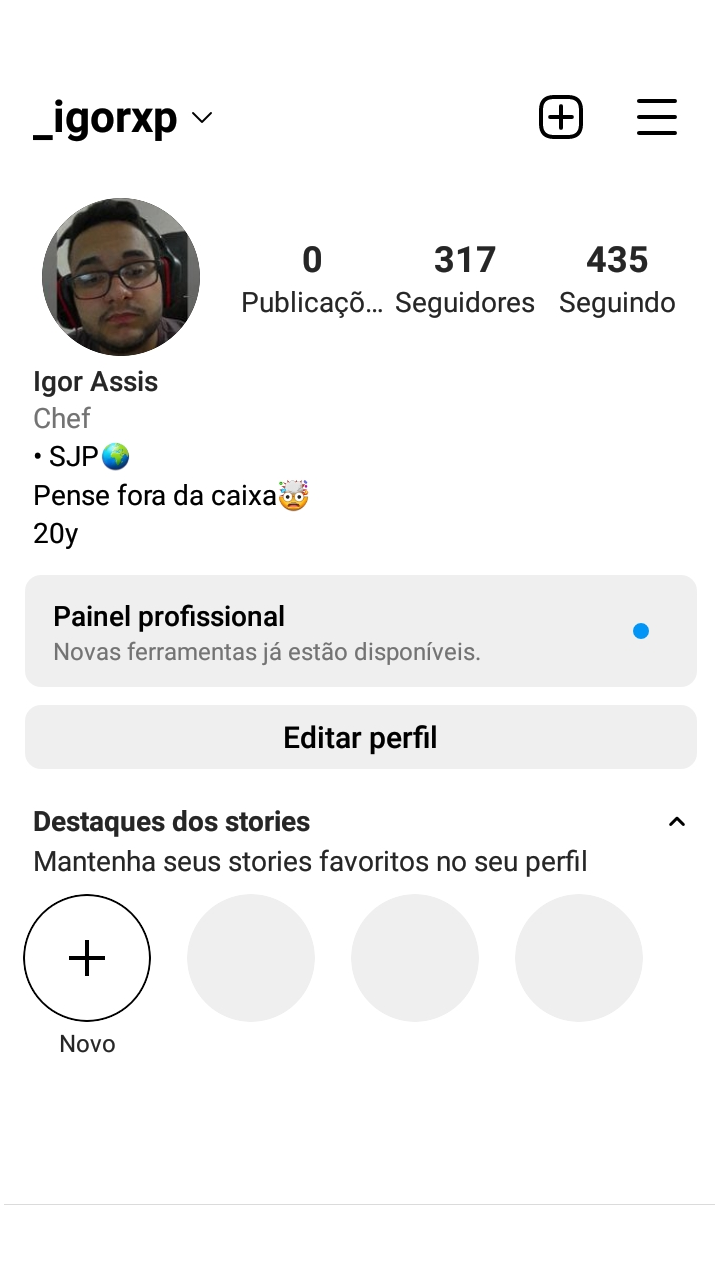 _igorxp
0 317 435
Publicaçõ... Seguidores Seguindo
Igor Assis
Chef
• SJP🌍
Pense fora da caixa🤯
20y
Painel profissional
Novas ferramentas já estão disponíveis.
Editar perfil
Destaques dos stories
Mantenha seus stories favoritos no seu perfil
Novo